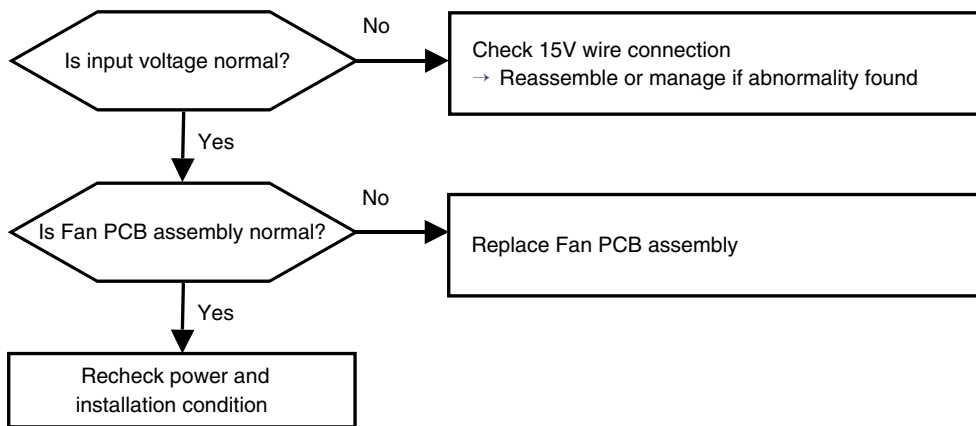 Is input voltage normal?
No
Check 15V wire connection
→ Reassemble or manage if abnormality found
Yes
Is Fan PCB assembly normal?
No
Replace Fan PCB assembly
Yes
Recheck power and
installation condition